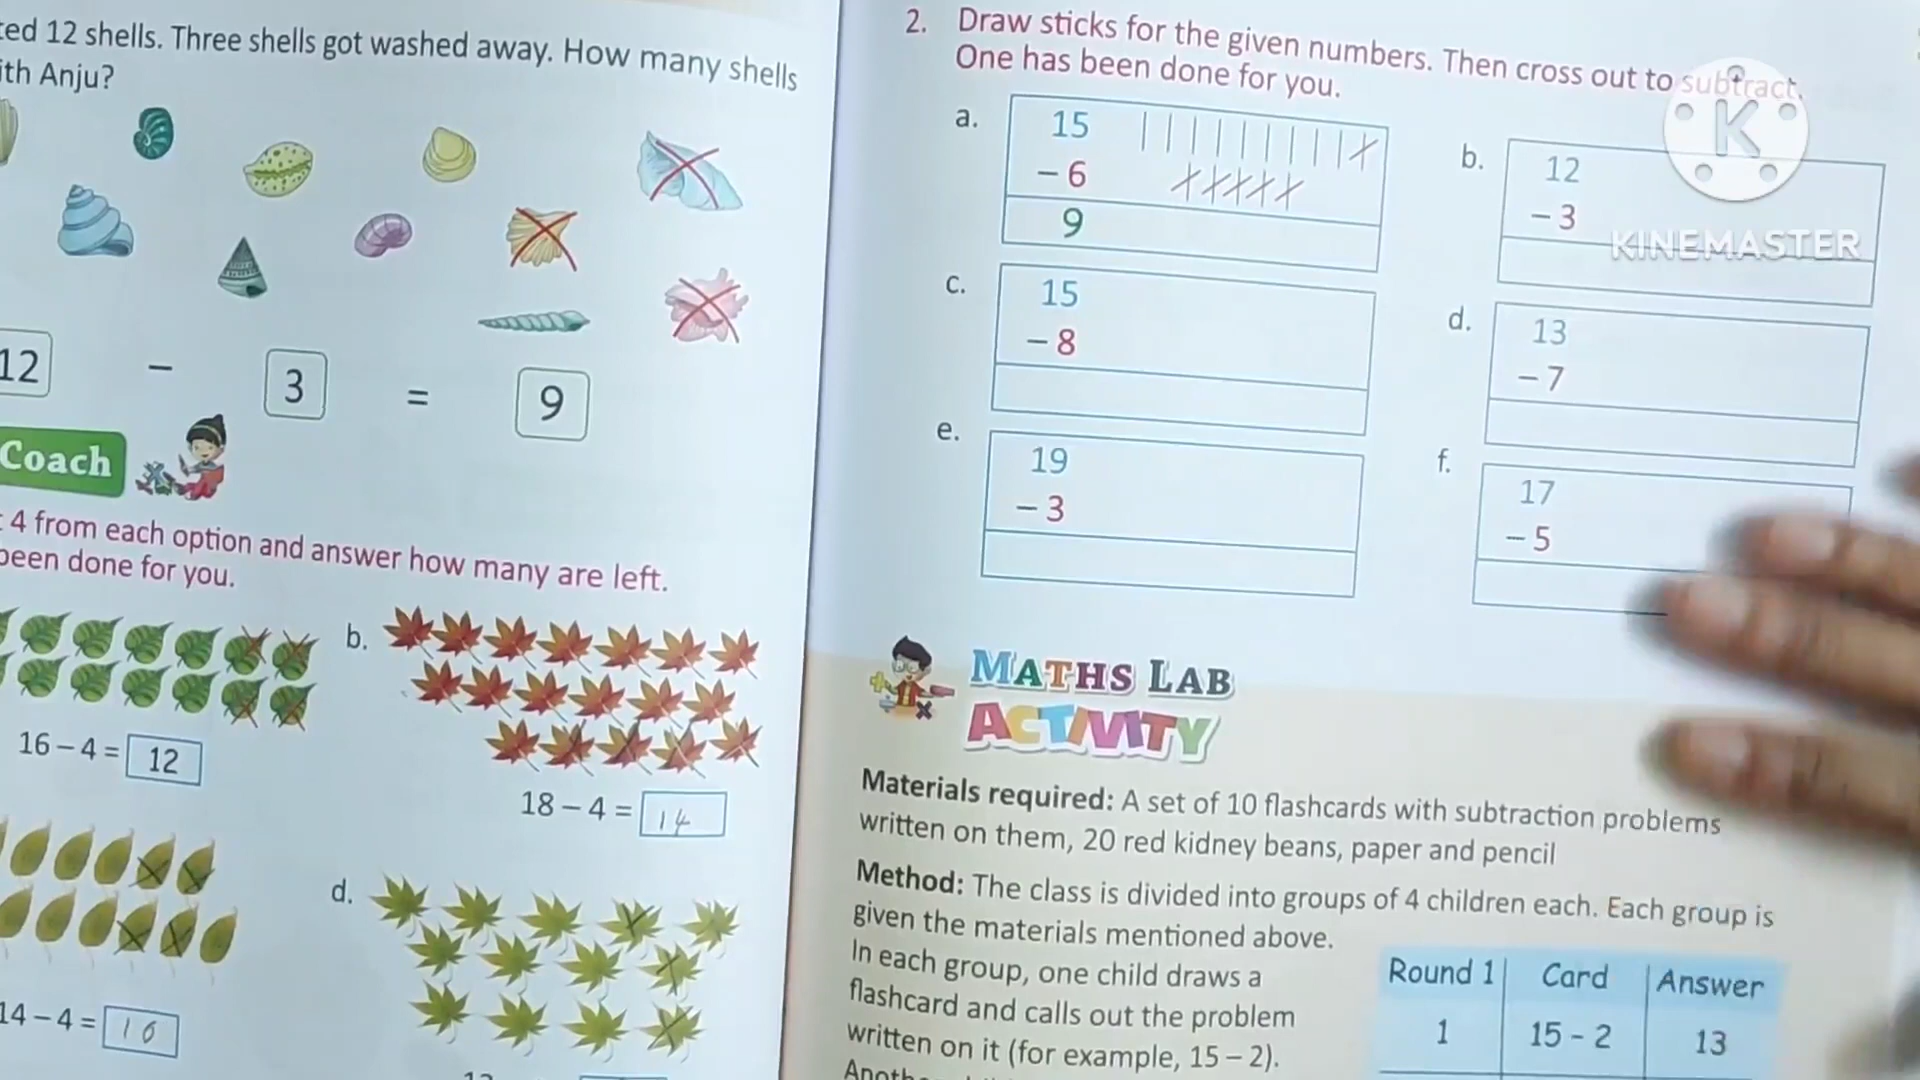 12 shells. Three shells got washed away. How many shells
Anju?
12 - 3 = 9
Coach
4 from each option and answer how many are left.
been done for you.
16 – 4 = 12
b.
18 – 4 = 14
14 – 4 = 10
d.
2. Draw sticks for the given numbers. Then cross out to subtract.
One has been done for you.
a. 15
– 6
9
b. 12
– 3
c. 15
– 8
d. 13
– 7
e. 19
– 3
f. 17
– 5
K
KINEMASTER
MATHS LAB
ACTIVITY
Materials required: A set of 10 flashcards with subtraction problems
written on them, 20 red kidney beans, paper and pencil
Method: The class is divided into groups of 4 children each. Each group is
given the materials mentioned above.
In each group, one child draws a
flashcard and calls out the problem
written on it (for example, 15 – 2).
Round 1 Card Answer
1 15 - 2 13